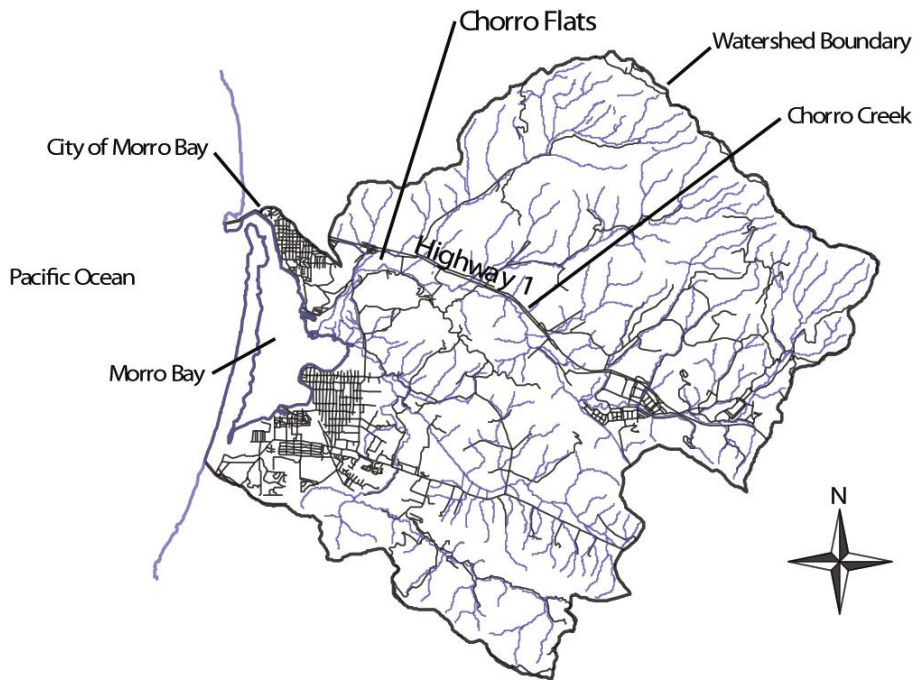 Chorro Flats
Watershed Boundary
Chorro Creek
City of Morro Bay
Highway 1
Pacific Ocean
Morro Bay
N